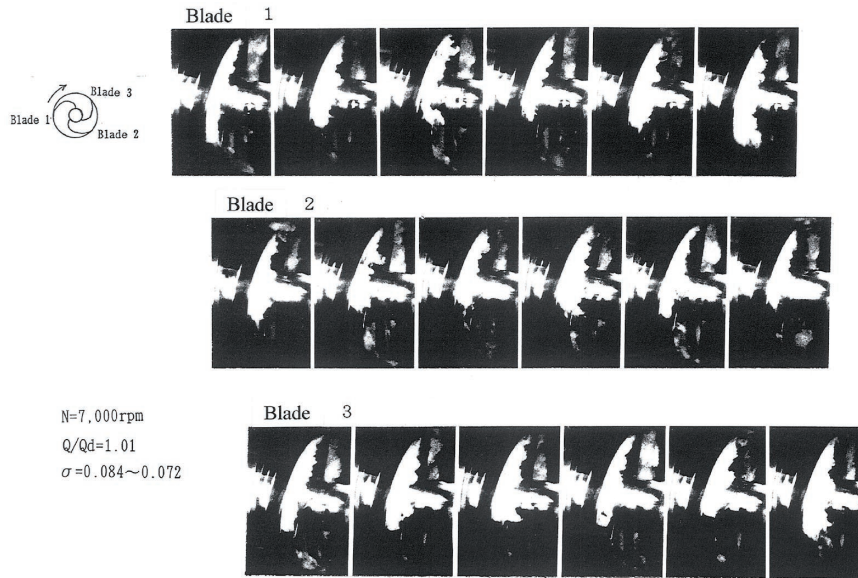 Blade 1
Blade 3
Blade 1
Blade 2
Blade 2
Blade 3
N=7,000rpm
Q/Qd=1.01
σ=0.084～0.072